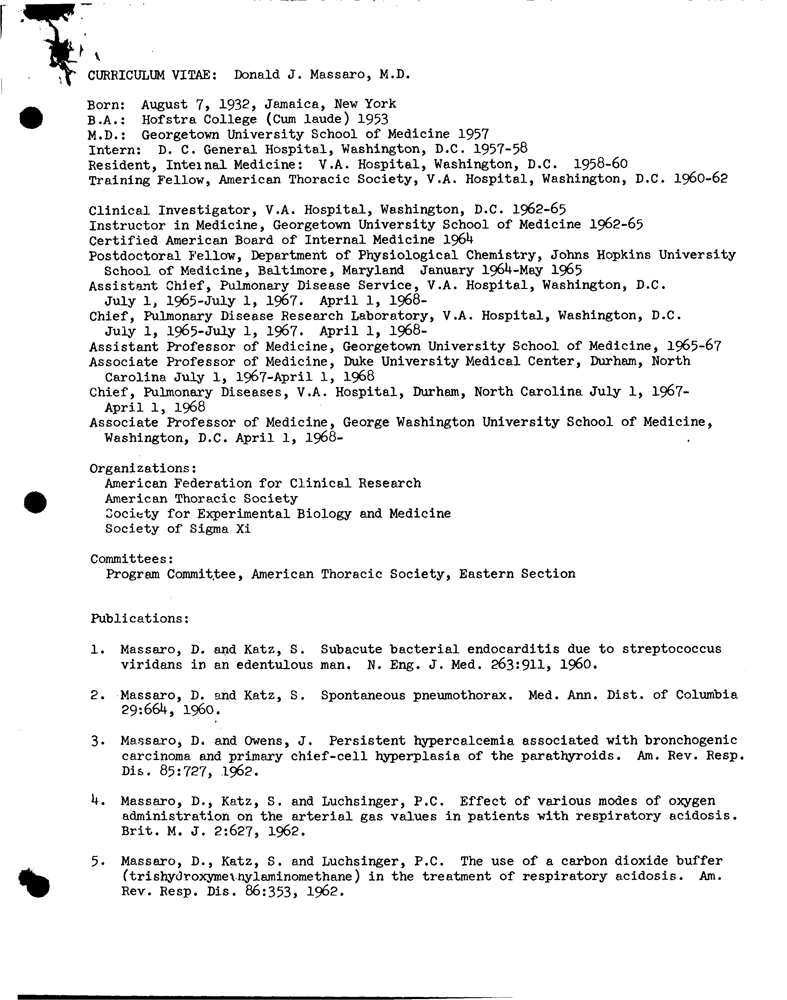 CURRICULUM VITAE: Donald J. Massaro, M.D.
Born: August 7, 1932, Jamaica, New York
B.A.: Hofstra College (Cum laude) 1953
M.D.: Georgetown University School of Medicine 1957
Intern: D. C. General Hospital, Washington, D.C. 1957-58
Resident, Internal Medicine: V.A. Hospital, Washington, D.C. 1958-60
Training Fellow, American Thoracic Society, V.A. Hospital, Washington, D.C. 1960-62
Clinical Investigator, V.A. Hospital, Washington, D.C. 1962-65
Instructor in Medicine, Georgetown University School of Medicine 1962-65
Certified American Board of Internal Medicine 1964
Postdoctoral Fellow, Department of Physiological Chemistry, Johns Hopkins University
School of Medicine, Baltimore, Maryland January 1964-May 1965
Assistant Chief, Pulmonary Disease Service, V.A. Hospital, Washington, D.C.
July 1, 1965-July 1, 1967. April 1, 1968-
Chief, Pulmonary Disease Research Laboratory, V.A. Hospital, Washington, D.C.
July 1, 1965-July 1, 1967. April 1, 1968-
Assistant Professor of Medicine, Georgetown University School of Medicine, 1965-67
Associate Professor of Medicine, Duke University Medical Center, Durham, North
Carolina July 1, 1967-April 1, 1968
Chief, Pulmonary Diseases, V.A. Hospital, Durham, North Carolina July 1, 1967-
April 1, 1968
Associate Professor of Medicine, George Washington University School of Medicine,
Washington, D.C. April 1, 1968-
Organizations:
American Federation for Clinical Research
American Thoracic Society
Society for Experimental Biology and Medicine
Society of Sigma Xi
Committees:
Program Committee, American Thoracic Society, Eastern Section
Publications:
1. Massaro, D. and Katz, S. Subacute bacterial endocarditis due to streptococcus
viridans in an edentulous man. N. Eng. J. Med. 263:911, 1960.
2. Massaro, D. and Katz, S. Spontaneous pneumothorax. Med. Ann. Dist. of Columbia
29:664, 1960.
3. Massaro, D. and Owens, J. Persistent hypercalcemia associated with bronchogenic
carcinoma and primary chief-cell hyperplasia of the parathyroids. Am. Rev. Resp.
Dis. 85:727, 1962.
4. Massaro, D., Katz, S. and Luchsinger, P.C. Effect of various modes of oxygen
administration on the arterial gas values in patients with respiratory acidosis.
Brit. M. J. 2:627, 1962.
5. Massaro, D., Katz, S. and Luchsinger, P.C. The use of a carbon dioxide buffer
(trishydroxymethylaminomethane) in the treatment of respiratory acidosis. Am.
Rev. Resp. Dis. 86:353, 1962.